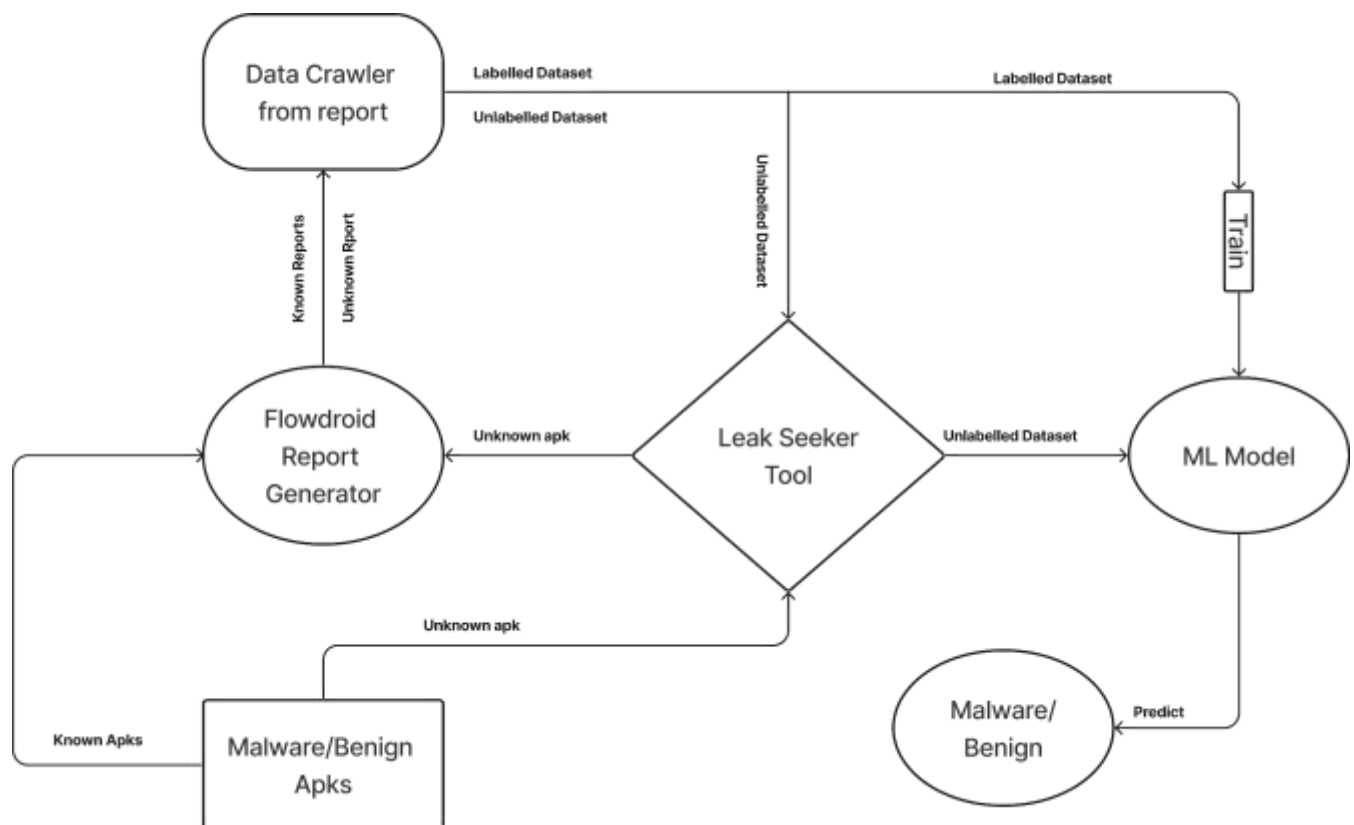 Data Crawler
from report
Labelled Dataset
Unlabelled Dataset
Labelled Dataset
Unlabelled Dataset
Train
Known Reports
Unknown Rport
Flowdroid
Report
Generator
Unknown apk
Leak Seeker
Tool
Unlabelled Dataset
ML Model
Unknown apk
Known Apks
Malware/Benign
Apks
Malware/
Benign
Predict